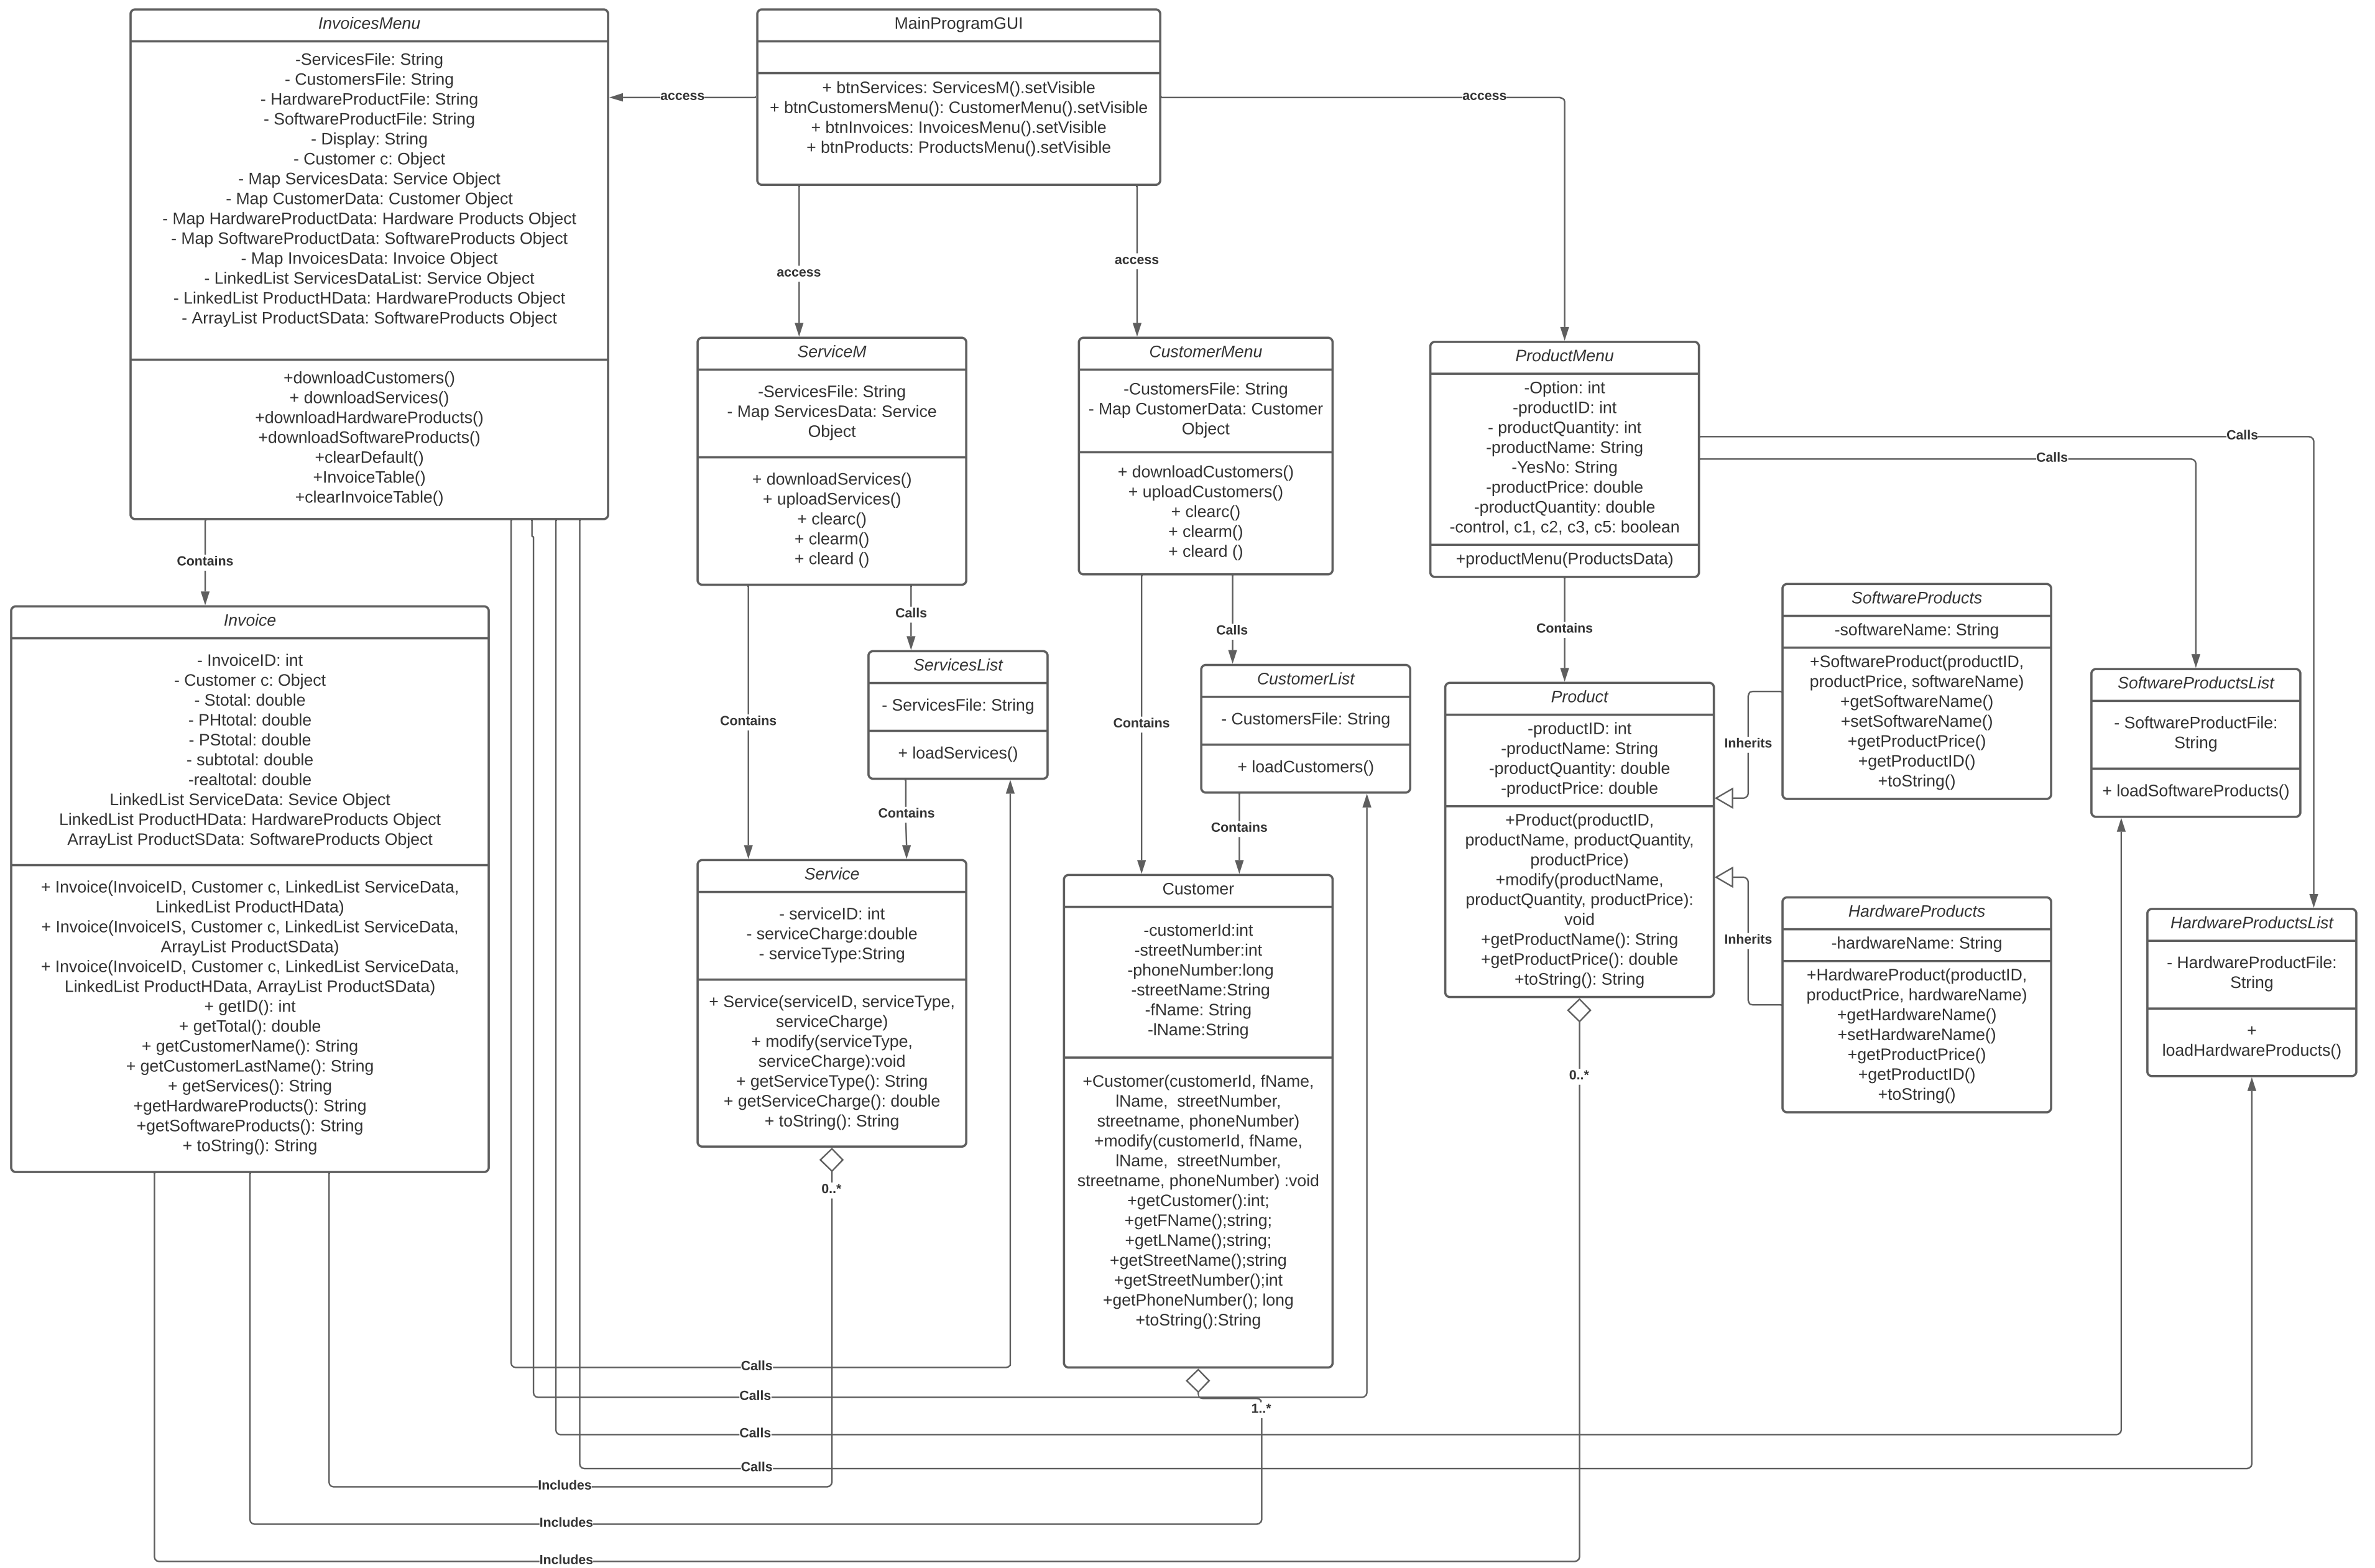 InvoicesMenu
-ServicesFile: String
- CustomersFile: String
- HardwareProductFile: String
- SoftwareProductFile: String
- Display: String
- Customer c: Object
- Map ServicesData: Service Object
- Map CustomerData: Customer Object
- Map HardwareProductData: Hardware Products Object
- Map SoftwareProductData: SoftwareProducts Object
- Map InvoicesData: Invoice Object
- LinkedList ServicesDataList: Service Object
- LinkedList ProductHData: HardwareProducts Object
- ArrayList ProductSData: SoftwareProducts Object
+downloadCustomers()
+ downloadServices()
+downloadHardwareProducts()
+downloadSoftwareProducts()
+clearDefault()
+InvoiceTable()
+clearInvoiceTable()
access
MainProgramGUI
+ btnServices: ServicesM().setVisible
+ btnCustomersMenu(): CustomerMenu().setVisible
+ btnInvoices: InvoicesMenu().setVisible
+ btnProducts: ProductsMenu().setVisible
access
access
access
ServiceM
-ServicesFile: String
- Map ServicesData: Service
Object
+ downloadServices()
+ uploadServices()
+ clearc()
+ clearm()
+ cleard ()
CustomerMenu
-CustomersFile: String
- Map CustomerData: Customer
Object
+ downloadCustomers()
+ uploadCustomers()
+ clearc()
+ clearm()
+ cleard ()
ProductMenu
-Option: int
-productID: int
- productQuantity: int
-productName: String
-YesNo: String
-productPrice: double
-productQuantity: double
-control, c1, c2, c3, c5: boolean
+productMenu(ProductsData)
Calls
Calls
Contains
Invoice
- InvoiceID: int
- Customer c: Object
- Stotal: double
- PHtotal: double
- PStotal: double
- subtotal: double
-realtotal: double
LinkedList ServiceData: Sevice Object
LinkedList ProductHData: HardwareProducts Object
ArrayList ProductSData: SoftwareProducts Object
+ Invoice(InvoiceID, Customer c, LinkedList ServiceData,
LinkedList ProductHData)
+ Invoice(InvoiceIS, Customer c, LinkedList ServiceData,
ArrayList ProductSData)
+ Invoice(InvoiceID, Customer c, LinkedList ServiceData,
LinkedList ProductHData, ArrayList ProductSData)
+ getID(): int
+ getTotal(): double
+ getCustomerName(): String
+ getCustomerLastName(): String
+ getServices(): String
+getHardwareProducts(): String
+getSoftwareProducts(): String
+ toString(): String
Contains
Calls
ServicesList
- ServicesFile: String
+ loadServices()
Contains
Service
- serviceID: int
- serviceCharge:double
- serviceType:String
+ Service(serviceID, serviceType,
serviceCharge)
+ modify(serviceType,
serviceCharge):void
+ getServiceType(): String
+ getServiceCharge(): double
+ toString(): String
0..*
Contains
Calls
CustomerList
- CustomersFile: String
+ loadCustomers()
Contains
Customer
-customerId:int
-streetNumber:int
-phoneNumber:long
-streetName:String
-fName: String
-lName:String
+Customer(customerId, fName,
lName,  streetNumber,
streetname, phoneNumber)
+modify(customerId, fName,
lName,  streetNumber,
streetname, phoneNumber) :void
+getCustomer():int;
+getFName();string;
+getLName();string;
+getStreetName();string
+getStreetNumber();int
+getPhoneNumber(); long
+toString():String
1..*
Contains
Product
-productID: int
-productName: String
-productQuantity: double
-productPrice: double
+Product(productID,
productName, productQuantity,
productPrice)
+modify(productName,
productQuantity, productPrice):
void
+getProductName(): String
+getProductPrice(): double
+toString(): String
0..*
Inherits
SoftwareProducts
-softwareName: String
+SoftwareProduct(productID,
productPrice, softwareName)
+getSoftwareName()
+setSoftwareName()
+getProductPrice()
+getProductID()
+toString()
Inherits
HardwareProducts
-hardwareName: String
+HardwareProduct(productID,
productPrice, hardwareName)
+getHardwareName()
+setHardwareName()
+getProductPrice()
+getProductID()
+toString()
SoftwareProductsList
- SoftwareProductFile:
String
+ loadSoftwareProducts()
HardwareProductsList
- HardwareProductFile:
String
+
loadHardwareProducts()
Calls
Calls
Calls
Calls
Includes
Includes
Includes